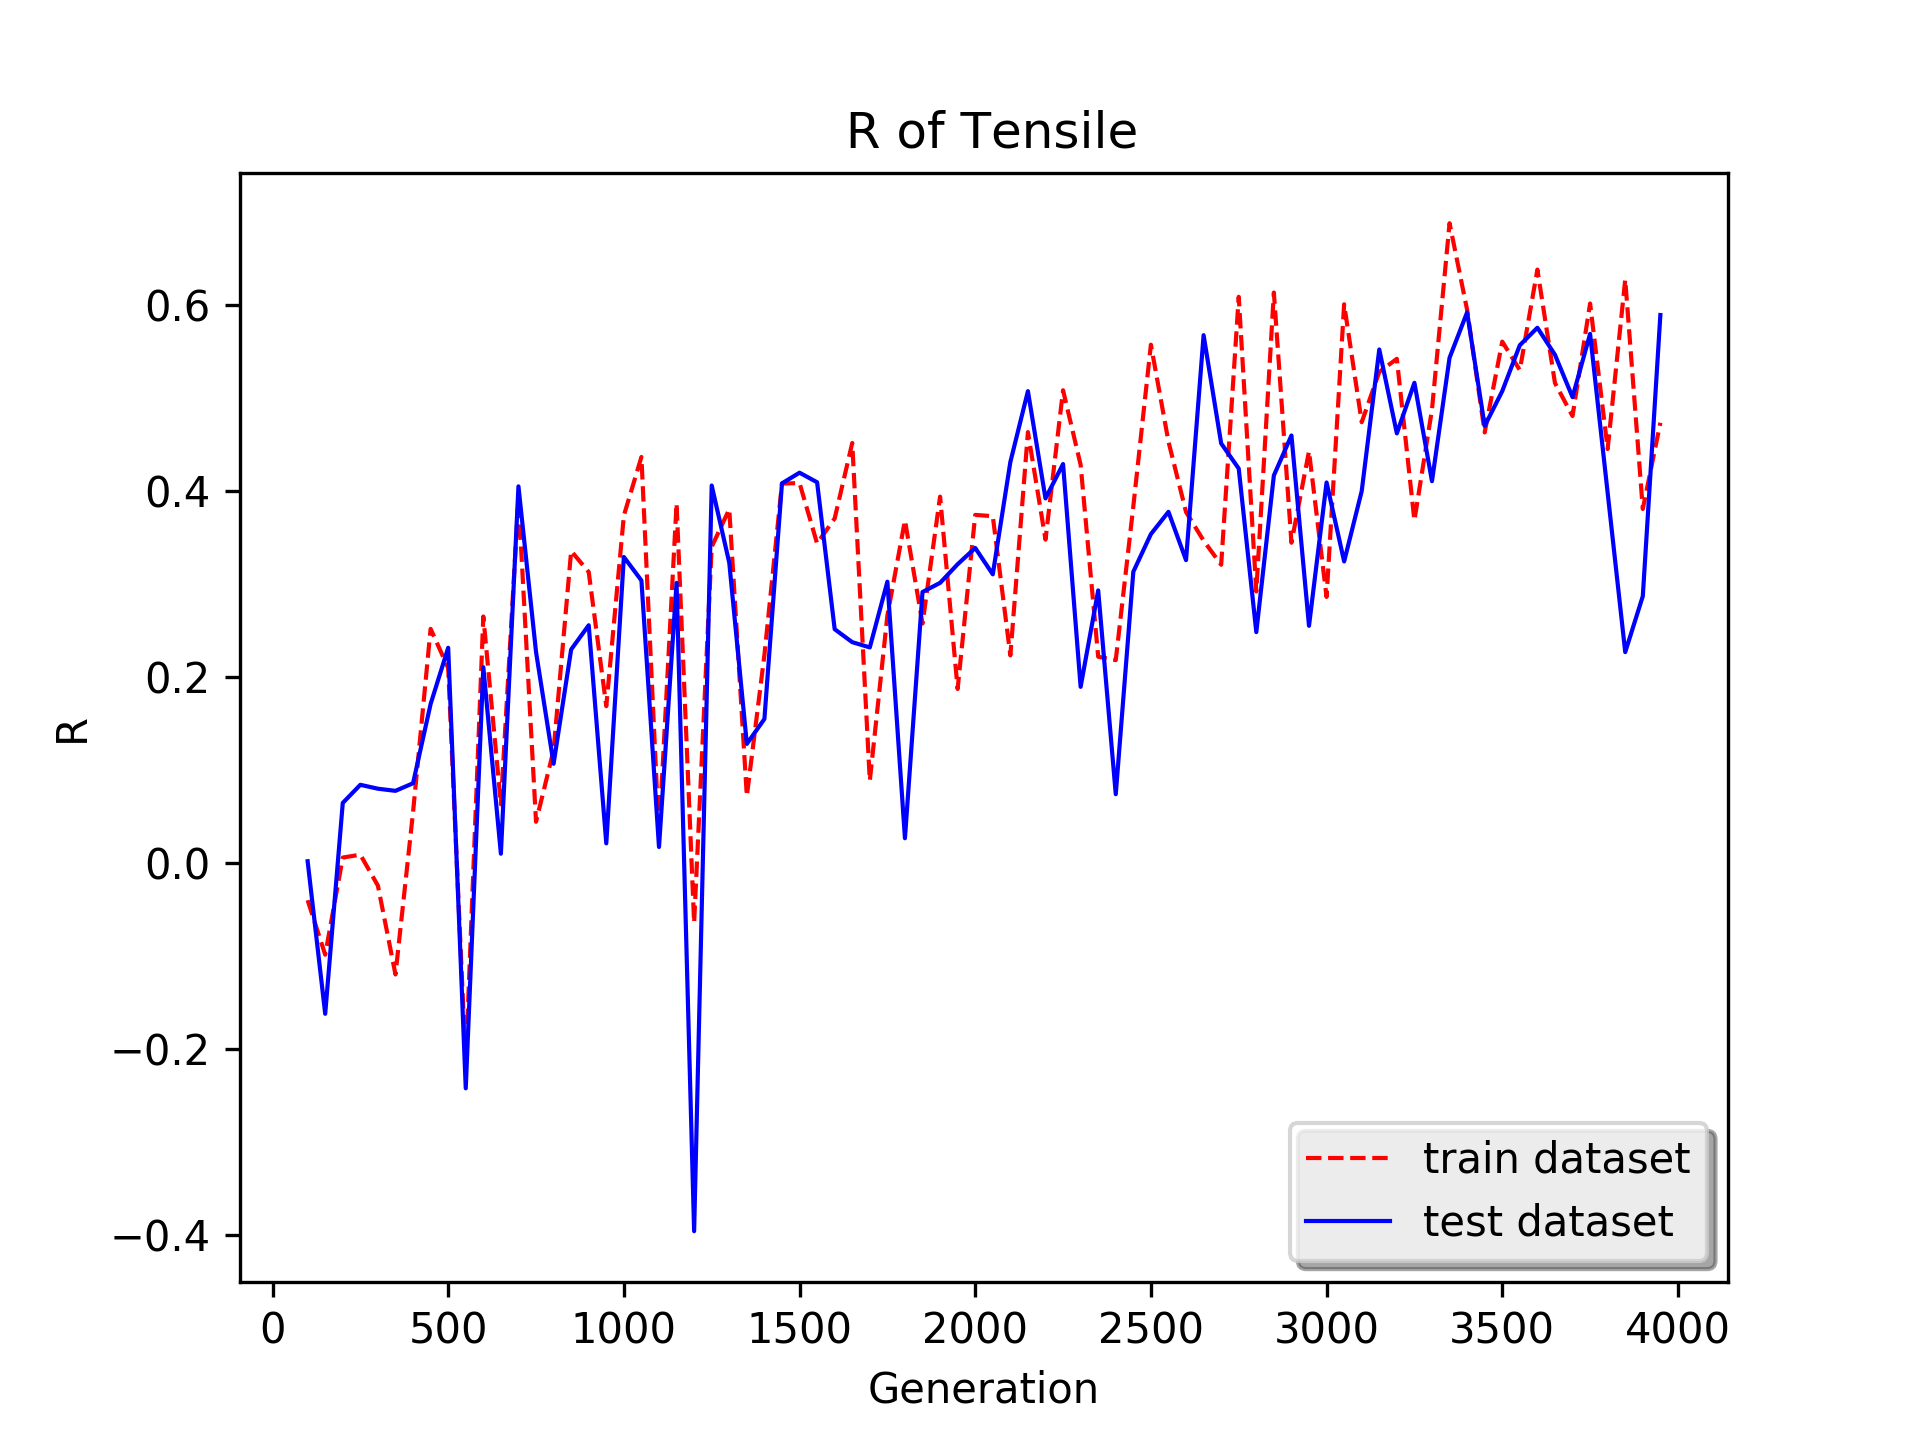 R of Tensile
R
0.6
0.4
0.2
0.0
−0.2
−0.4
train dataset
test dataset
0 500 1000 1500 2000 2500 3000 3500 4000
Generation